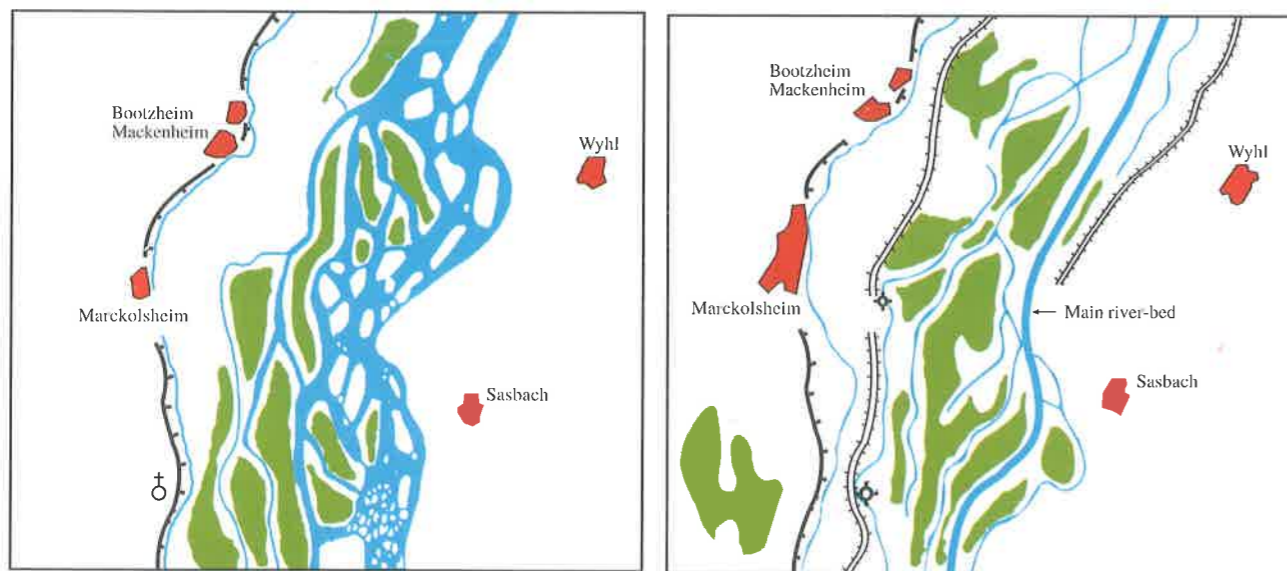 Bootzheim
Mackenheim
Wyhl
Marckolsheim
Sasbach
Bootzheim
Mackenheim
Wyhl
Marckolsheim
Main river-bed
Sasbach